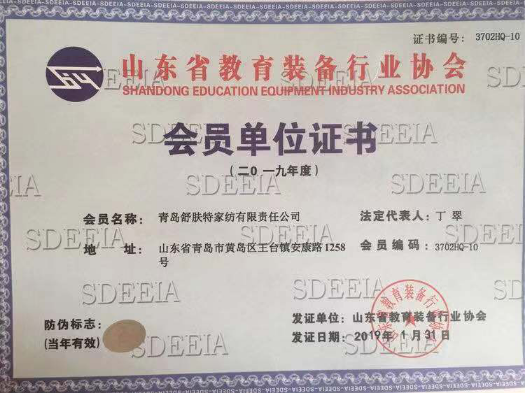 证书编号: 3702HQ-10
山东省教育装备行业协会
SHANDONG EDUCATION EQUIPMENT INDUSTRY ASSOCIATION
会员单位证书
(二0一九年度)
会员名称: 青岛舒肤特家纺有限责任公司 法定代表人: 丁 翠
地 址: 山东省青岛市黄岛区王台镇安康路1258号 会员编码: 3702HQ-10
防伪标志:
(当年有效)
发证单位: 山东省教育装备行业协会
发证日期: 2019年 1月31日
SDEEIA